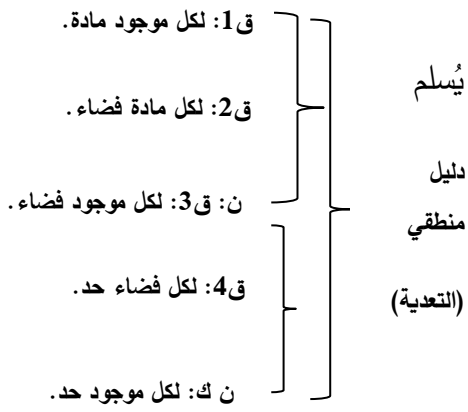 ق1: لكل موجود مادة.
يُسلم
ق2: لكل مادة فضاء.
دليل
ن: ق3: لكل موجود فضاء.
منطقي
ق4: لكل فضاء حد.
(التعدية)
ن ك: لكل موجود حد.